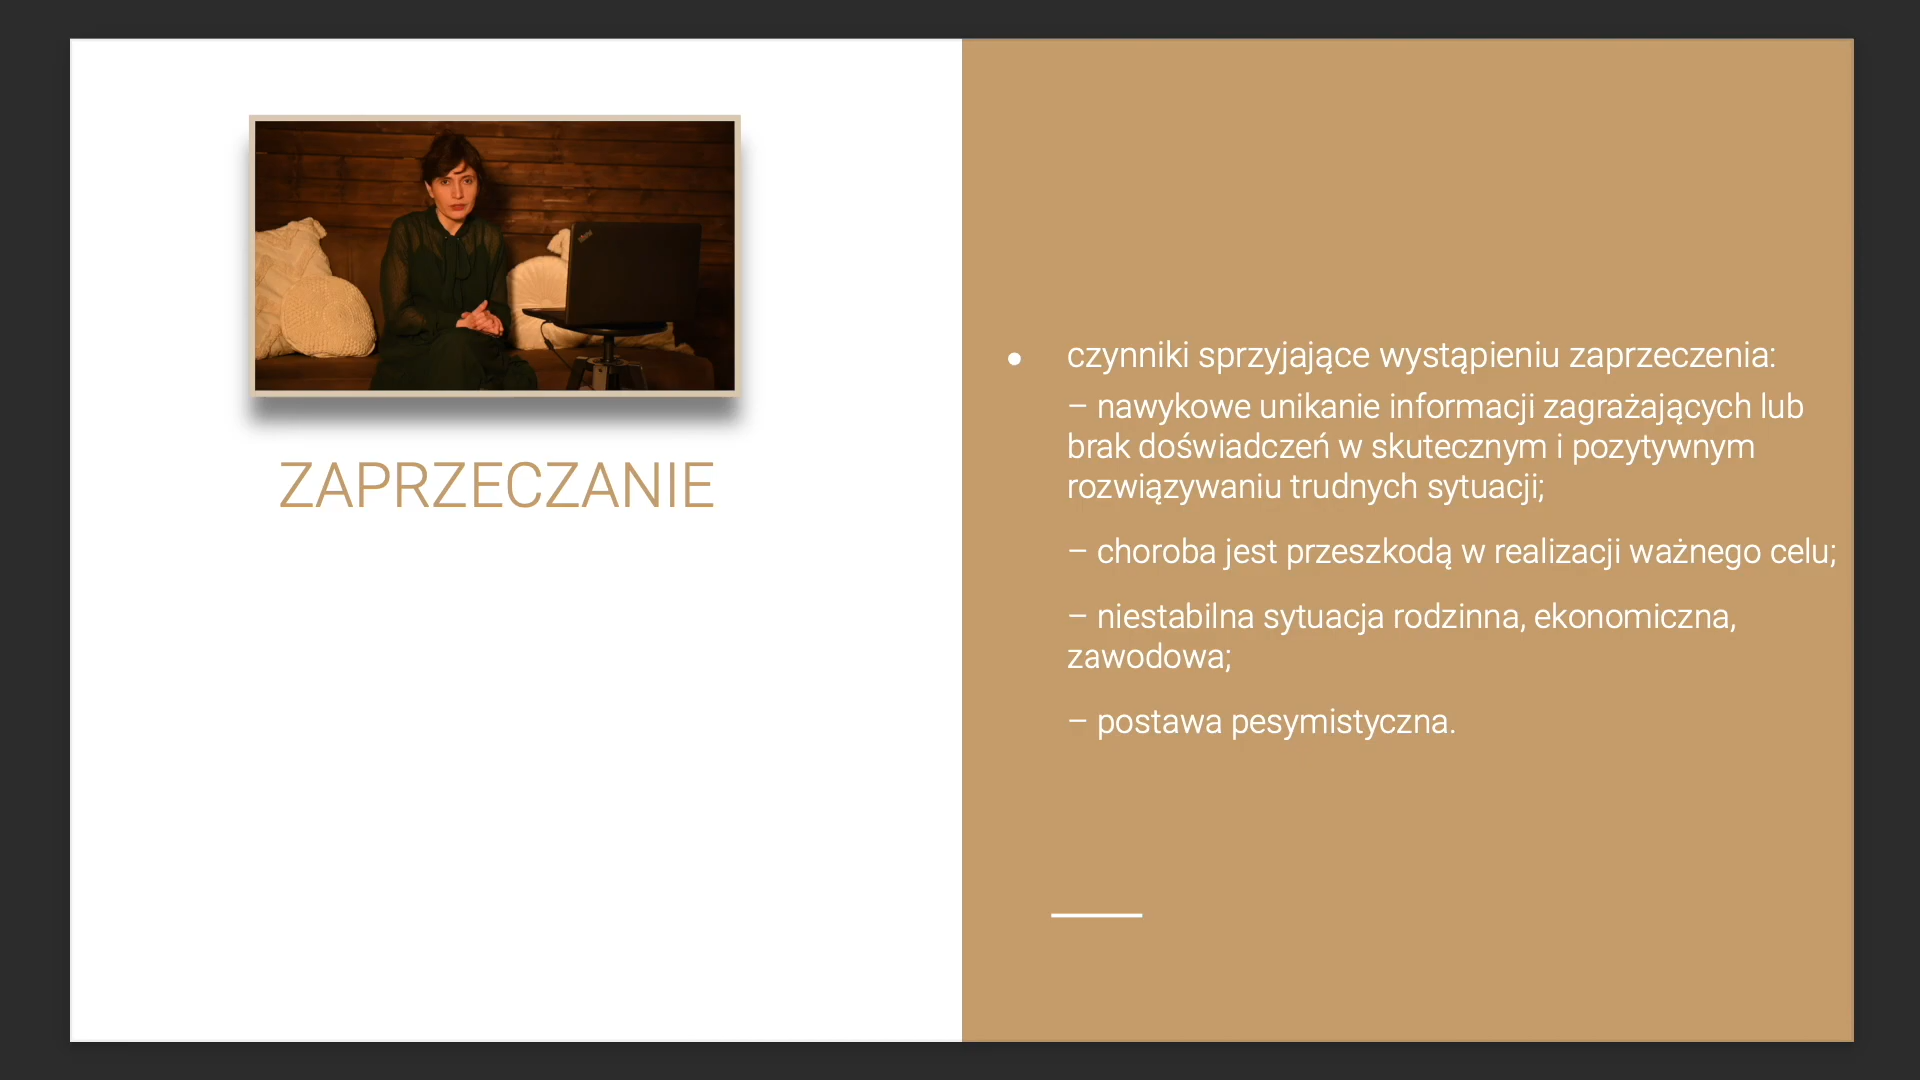 ZAPRZECZANIE
• czynniki sprzyjające wystąpieniu zaprzeczenia:
– nawykowe unikanie informacji zagrażających lub
brak doświadczeń w skutecznym i pozytywnym
rozwiązywaniu trudnych sytuacji;
– choroba jest przeszkodą w realizacji ważnego celu;
– niestabilna sytuacja rodzinna, ekonomiczna,
zawodowa;
– postawa pesymistyczna.